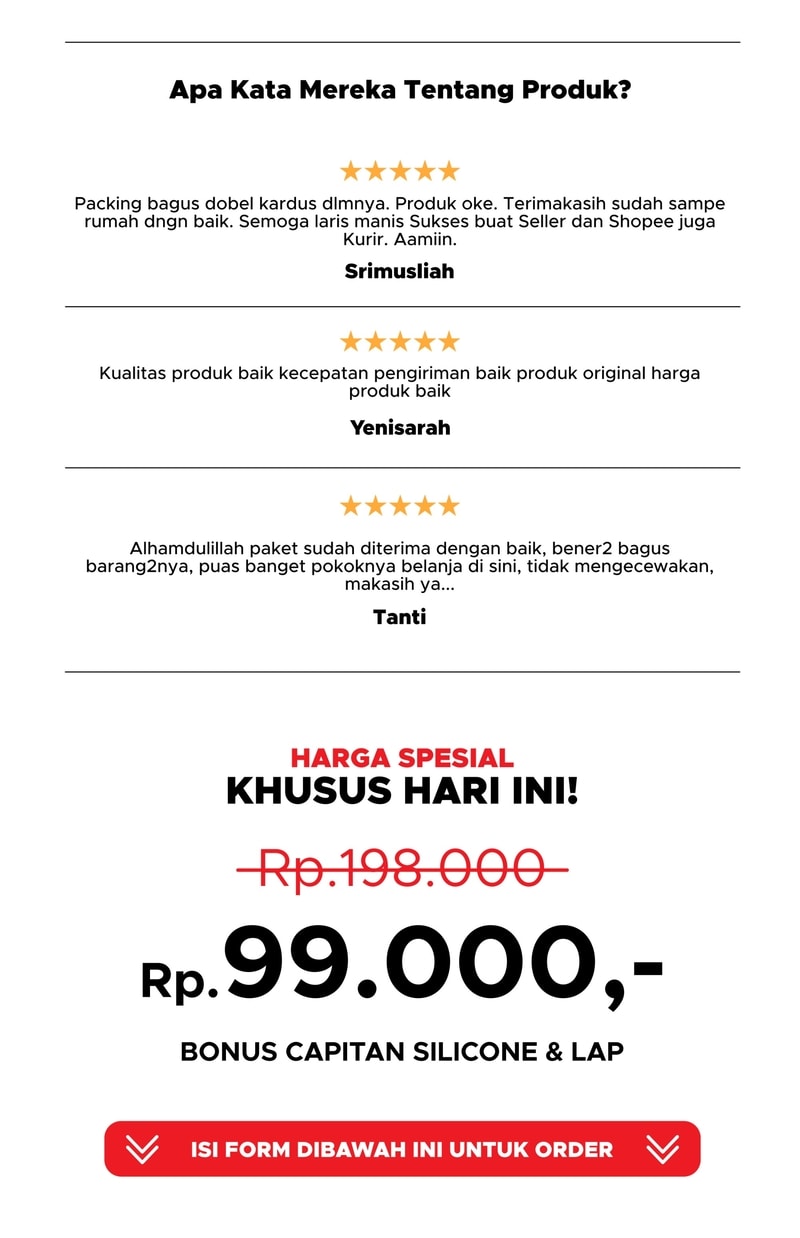 Apa Kata Mereka Tentang Produk?
Packing bagus dobel kardus dlmnya. Produk oke. Terimakasih sudah sampe
rumah dngn baik. Semoga laris manis Sukses buat Seller dan Shopee juga
Kurir. Aamiin.
Srimusliah
Kualitas produk baik kecepatan pengiriman baik produk original harga
produk baik
Yenisarah
Alhamdulillah paket sudah diterima dengan baik, bener2 bagus
barang2nya, puas banget pokoknya belanja di sini, tidak mengecewakan,
makasih ya...
Tanti
HARGA SPESIAL
KHUSUS HARI INI!
Rp.198.000
Rp.99.000,-
BONUS CAPITAN SILICONE & LAP
ISI FORM DIBAWAH INI UNTUK ORDER